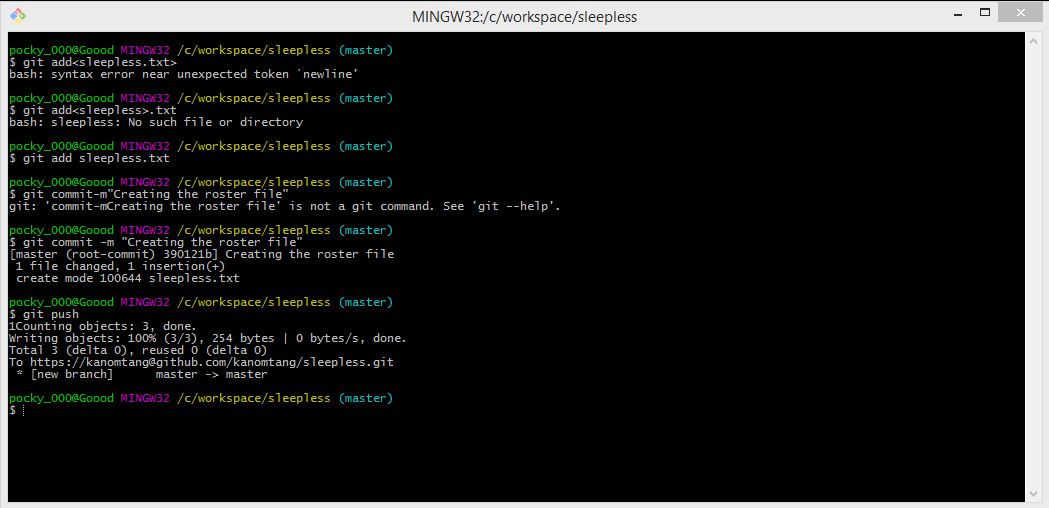 MINGW32:/c/workspace/sleepless
pocky_000@Goood MINGW32 /c/workspace/sleepless (master)
$ git add<sleepless.txt>
bash: syntax error near unexpected token `newline'
pocky_000@Goood MINGW32 /c/workspace/sleepless (master)
$ git add<sleepless>.txt
bash: sleepless: No such file or directory
pocky_000@Goood MINGW32 /c/workspace/sleepless (master)
$ git add sleepless.txt
pocky_000@Goood MINGW32 /c/workspace/sleepless (master)
$ git commit-m"Creating the roster file"
git: 'commit-mCreating the roster file' is not a git command. See 'git --help'.
pocky_000@Goood MINGW32 /c/workspace/sleepless (master)
$ git commit -m "Creating the roster file"
[master (root-commit) 390121b] Creating the roster file
1 file changed, 1 insertion(+)
create mode 100644 sleepless.txt
pocky_000@Goood MINGW32 /c/workspace/sleepless (master)
$ git push
1Counting objects: 3, done.
Writing objects: 100% (3/3), 254 bytes | 0 bytes/s, done.
Total 3 (delta 0), reused 0 (delta 0)
To https://kanomtang@github.com/kanomtang/sleepless.git
* [new branch]      master -> master
pocky_000@Goood MINGW32 /c/workspace/sleepless (master)
$